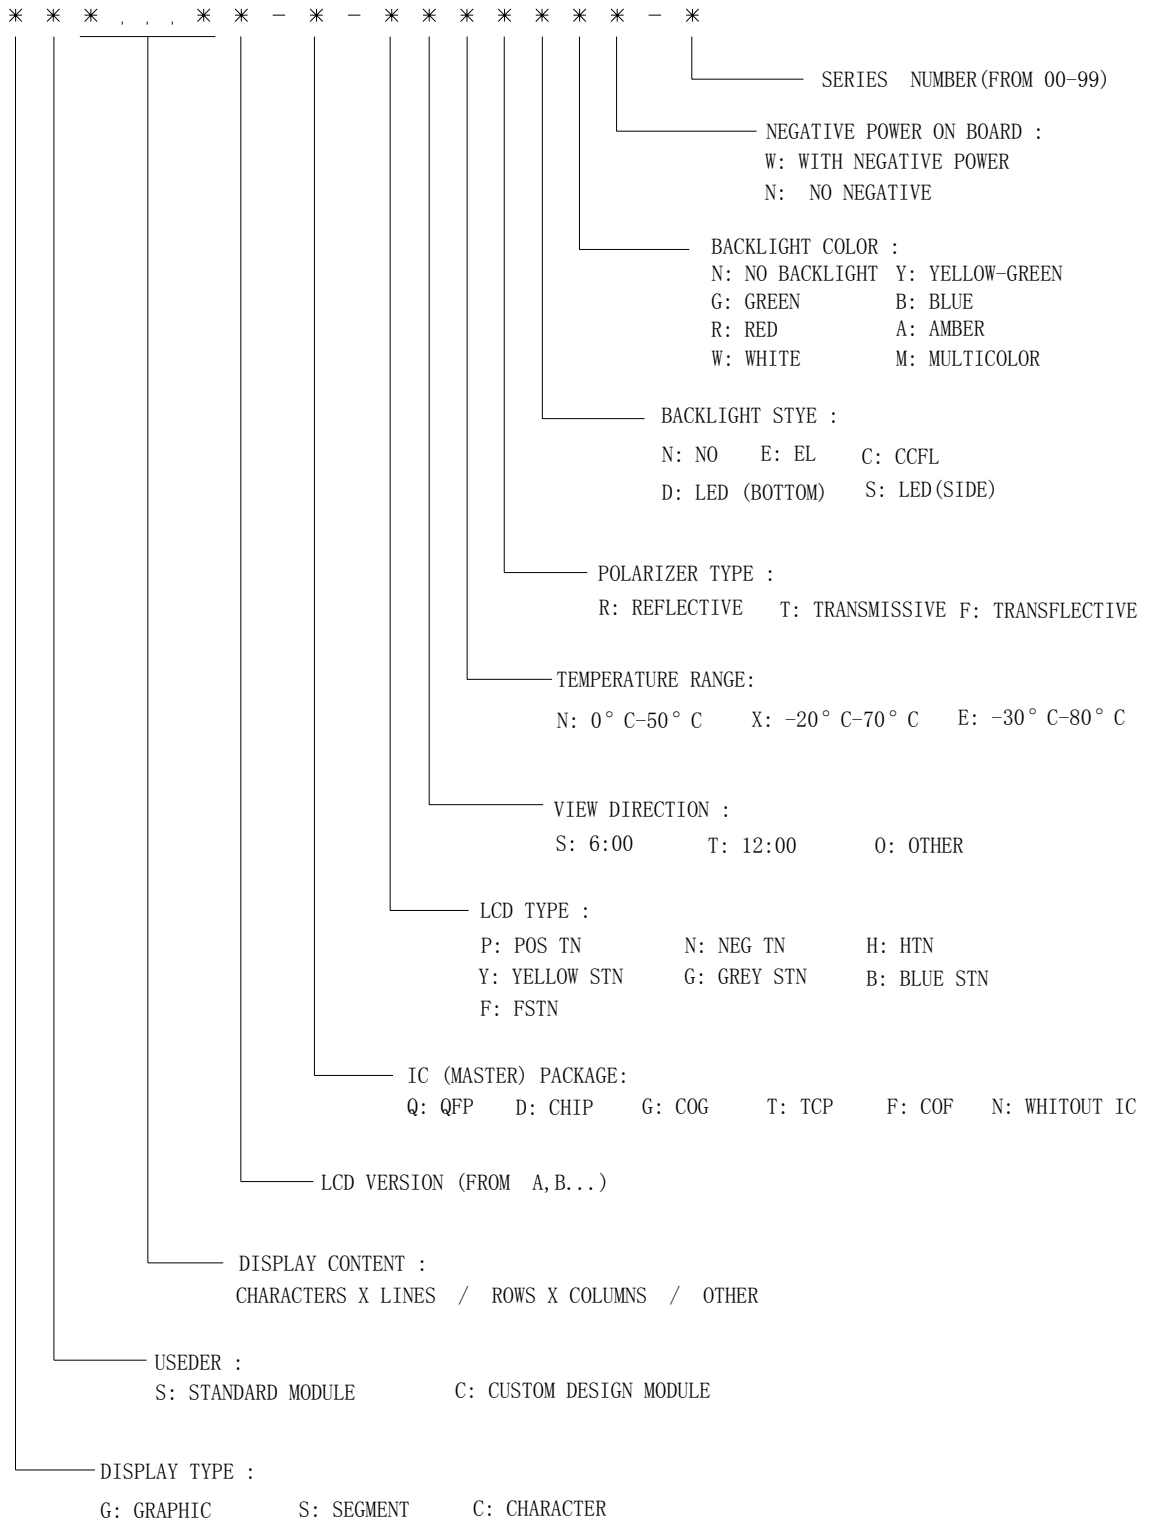 * * * . . . * * - * - * * * * * * * - *
SERIES NUMBER(FROM 00-99)
NEGATIVE POWER ON BOARD :
W: WITH NEGATIVE POWER
N: NO NEGATIVE
BACKLIGHT COLOR :
N: NO BACKLIGHT Y: YELLOW-GREEN
G: GREEN B: BLUE
R: RED A: AMBER
W: WHITE M: MULTICOLOR
BACKLIGHT STYE :
N: NO E: EL C: CCFL
D: LED (BOTTOM) S: LED(SIDE)
POLARIZER TYPE :
R: REFLECTIVE T: TRANSMISSIVE F: TRANSFLECTIVE
TEMPERATURE RANGE:
N: 0° C-50° C X: -20° C-70° C E: -30° C-80° C
VIEW DIRECTION :
S: 6:00 T: 12:00 O: OTHER
LCD TYPE :
P: POS TN N: NEG TN H: HTN
Y: YELLOW STN G: GREY STN B: BLUE STN
F: FSTN
IC (MASTER) PACKAGE:
Q: QFP D: CHIP G: COG T: TCP F: COF N: WHITOUT IC
LCD VERSION (FROM A,B...)
DISPLAY CONTENT :
CHARACTERS X LINES / ROWS X COLUMNS / OTHER
USEDER :
S: STANDARD MODULE C: CUSTOM DESIGN MODULE
DISPLAY TYPE :
G: GRAPHIC S: SEGMENT C: CHARACTER